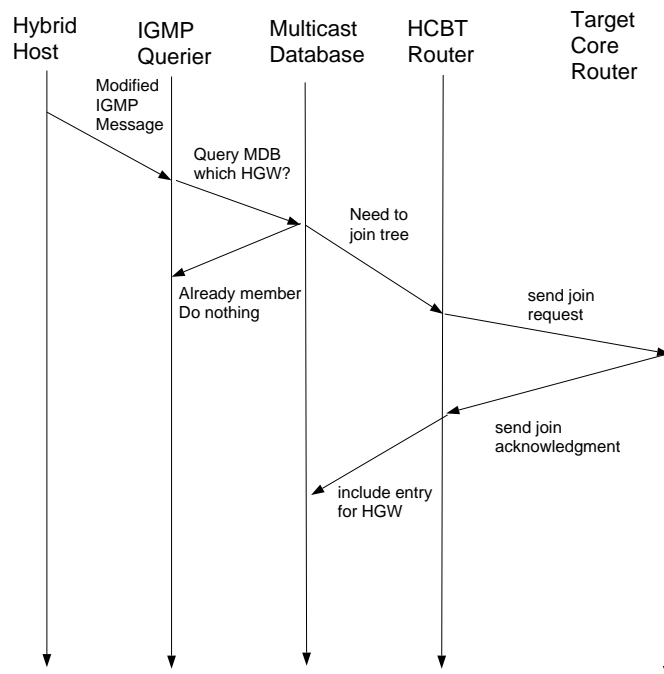 Hybrid
Host
IGMP
Querier
Multicast
Database
HCBT
Router
Target
Core
Router
Modified
IGMP
Message
Query MDB
which HGW?
Need to
join tree
Already member
Do nothing
send join
request
send join
acknowledgment
include entry
for HGW